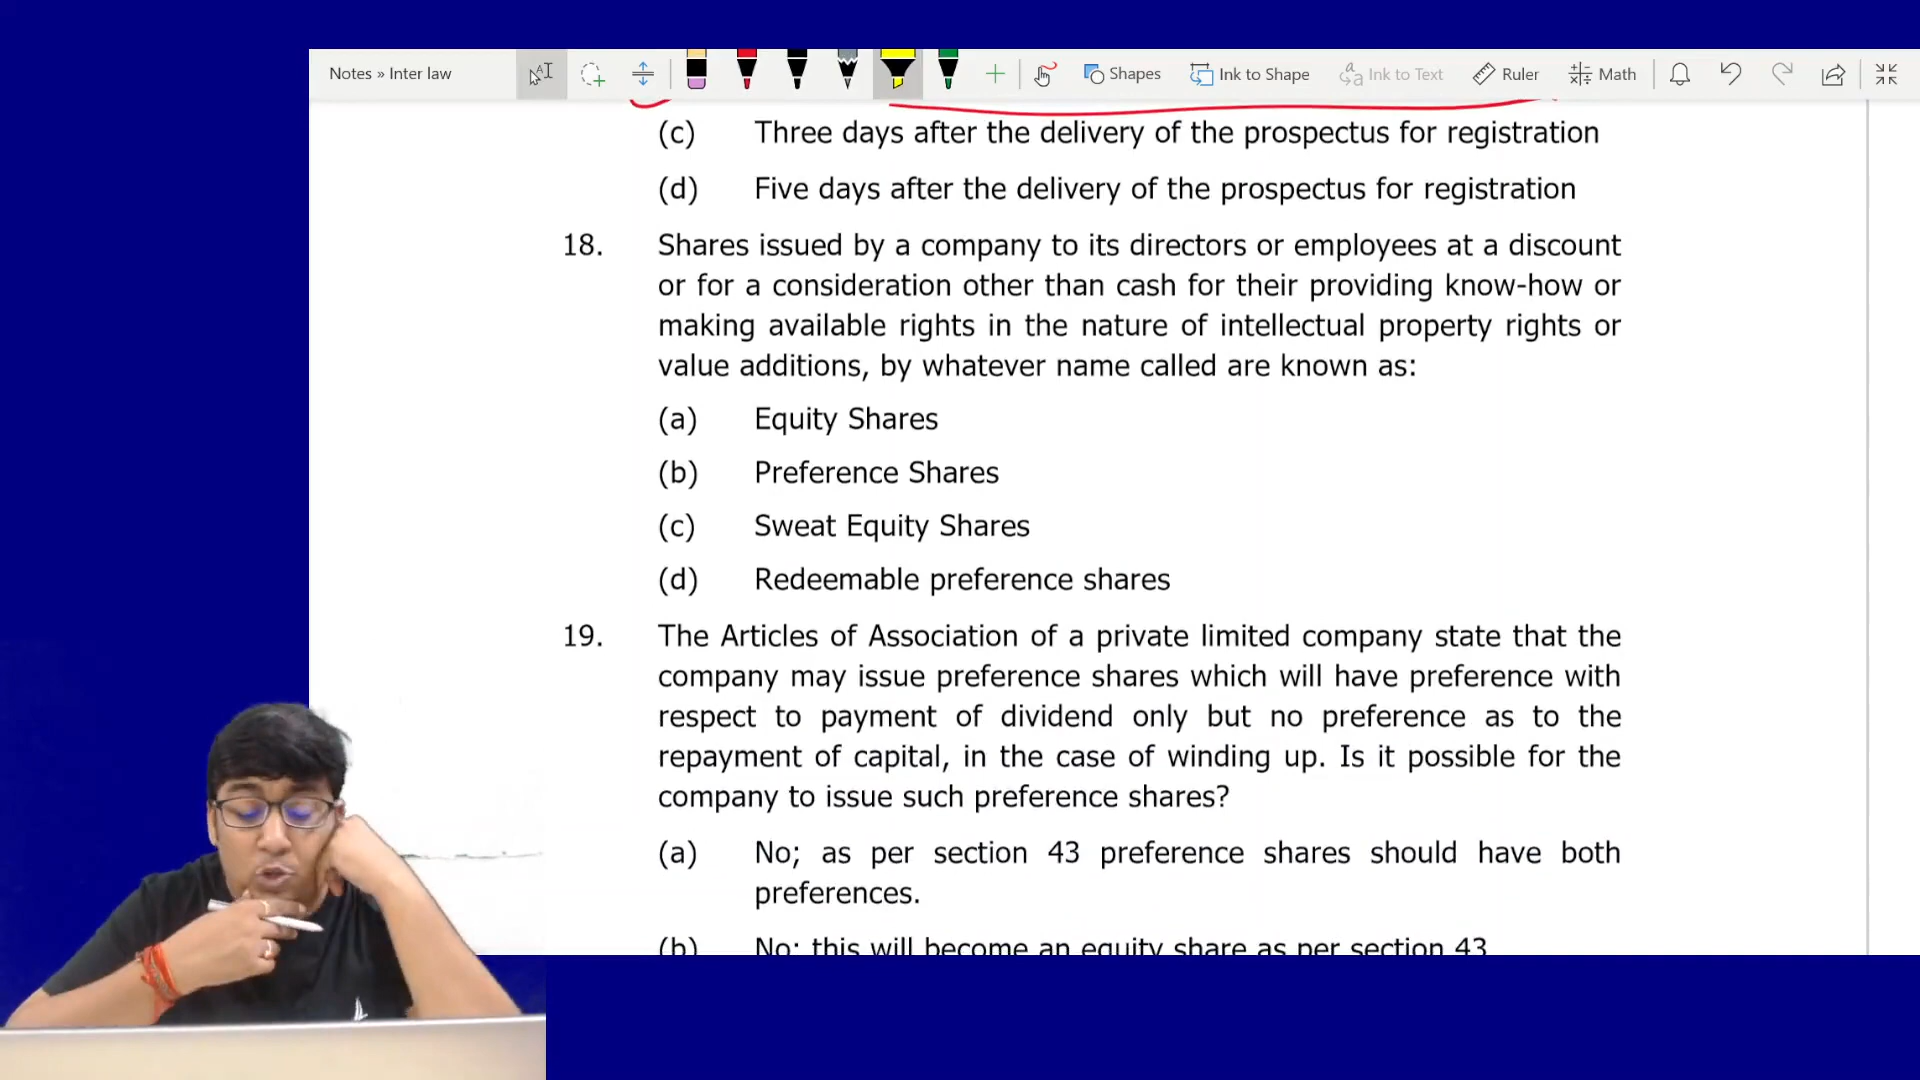 Notes » Inter law
Shapes
Ink to Shape
Ink to Text
Ruler
Math
(c) Three days after the delivery of the prospectus for registration
(d) Five days after the delivery of the prospectus for registration
18. Shares issued by a company to its directors or employees at a discount
or for a consideration other than cash for their providing know-how or
making available rights in the nature of intellectual property rights or
value additions, by whatever name called are known as:
(a) Equity Shares
(b) Preference Shares
(c) Sweat Equity Shares
(d) Redeemable preference shares
19. The Articles of Association of a private limited company state that the
company may issue preference shares which will have preference with
respect to payment of dividend only but no preference as to the
repayment of capital, in the case of winding up. Is it possible for the
company to issue such preference shares?
(a) No; as per section 43 preference shares should have both
preferences.
(b) No; this will become an equity share as per section 43